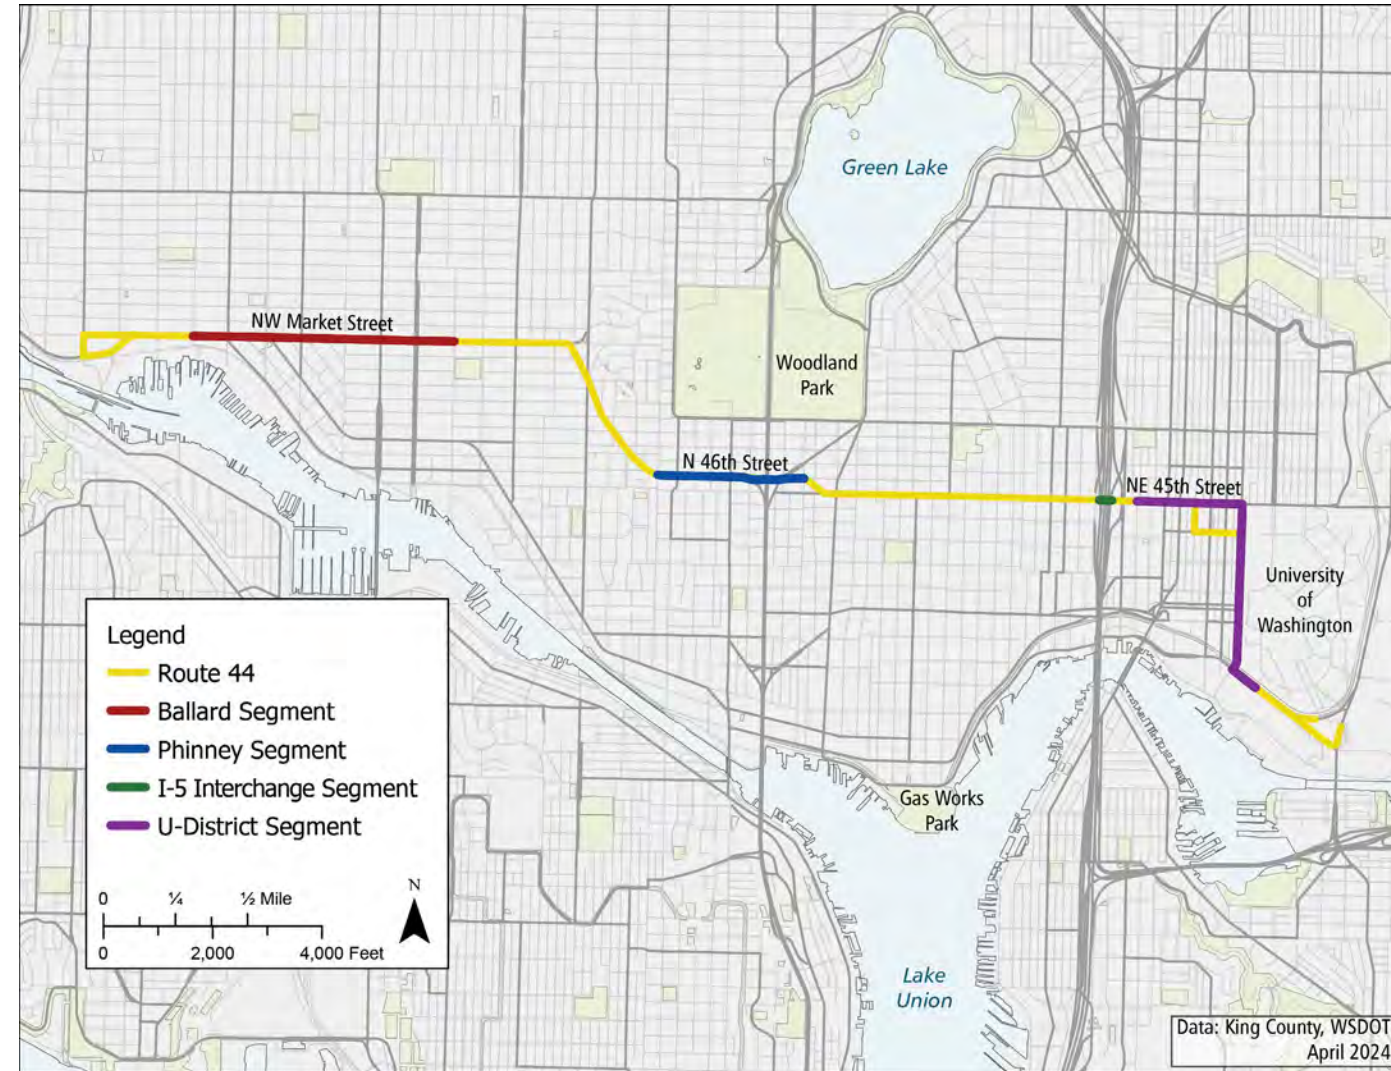 Green Lake
NW Market Street
Woodland
Park
N 46th Street
NE 45th Street
University
of
Washington
Legend
Route 44
Ballard Segment
Phinney Segment
I-5 Interchange Segment
U-District Segment
0 ¼ ½ Mile
N
0 2,000 4,000 Feet
Gas Works
Park
Lake
Union
Data: King County, WSDOT
April 2024